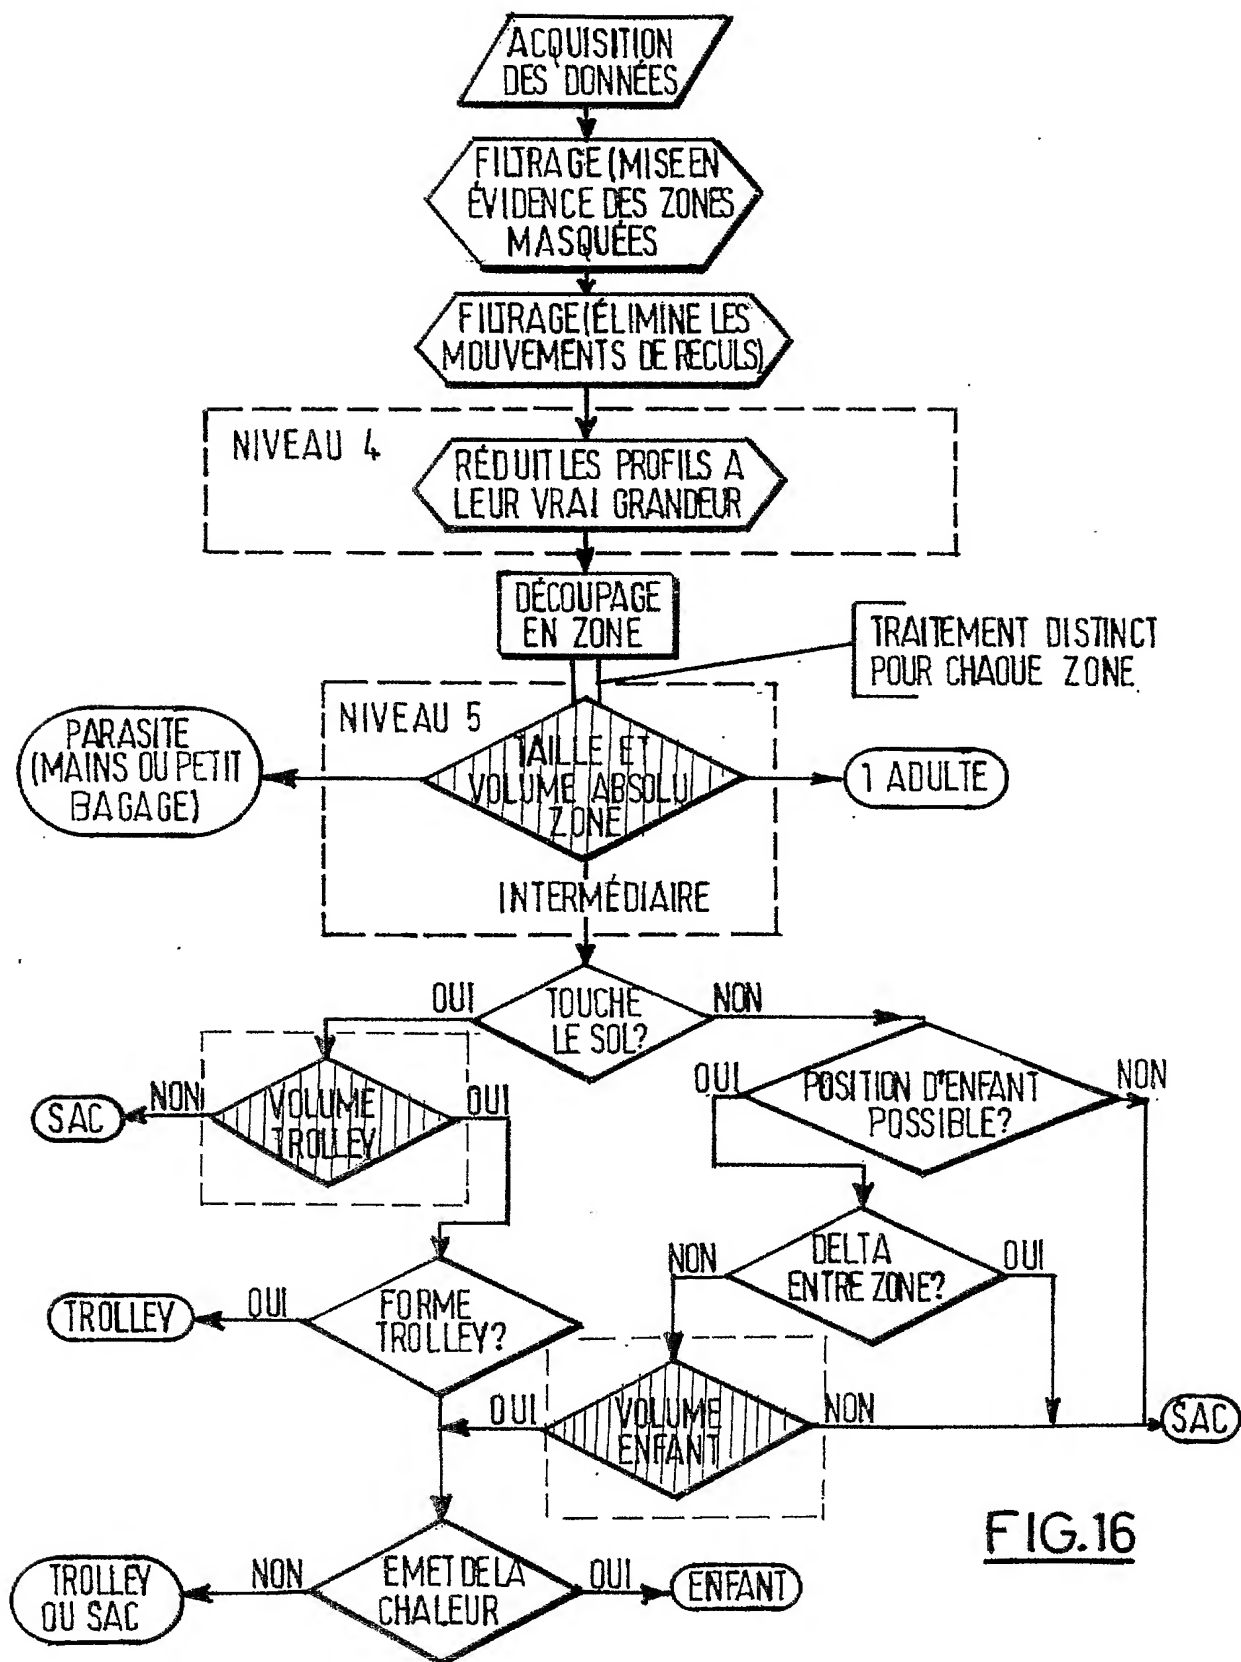 ACQUISITION
DES DONNÉES
FILTRAGE (MISE EN
ÉVIDENCE DES ZONES
MASQUÉES
FILTRAGE (ÉLIMINE LES
MOUVEMENTS DE RECULS)
NIVEAU 4
RÉDUIT LES PROFILS A
LEUR VRAI GRANDEUR
DÉCOUPAGE
EN ZONE
TRAITEMENT DISTINCT
POUR CHAQUE ZONE
NIVEAU 5
PARASITE
(MAINS OU PETIT
BAGAGE)
TAILLE ET
VOLUME ABSOLU
ZONE
1 ADULTE
INTERMÉDIAIRE
OUI
TOUCHE
LE SOL?
NON
NON
VOLUME
TROLLEY
OUI
SAC
OUI
POSITION D'ENFANT
POSSIBLE?
NON
NON
DELTA
ENTRE ZONE?
OUI
TROLLEY
OUI
FORME
TROLLEY?
OUI
VOLUME
ENFANT
NON
SAC
TROLLEY
OU SAC
NON
EMET DE LA
CHALEUR
OUI
ENFANT
FIG.16